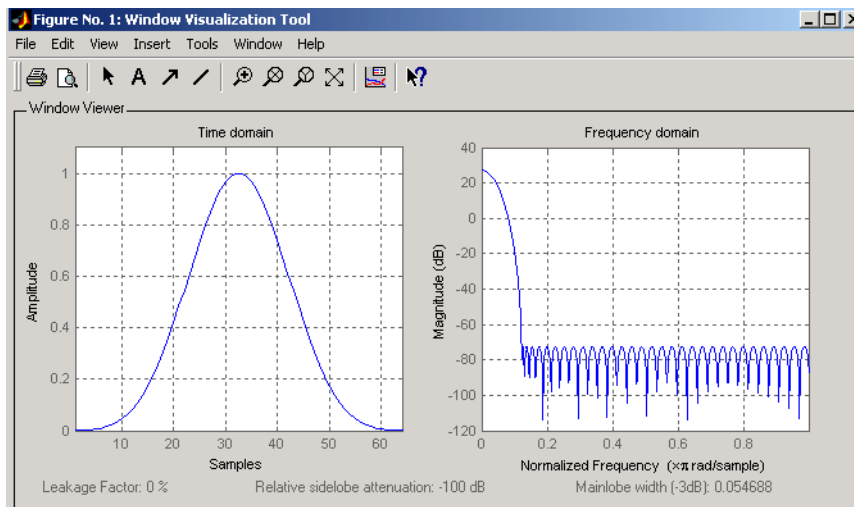 Figure No. 1: Window Visualization Tool
File Edit View Insert Tools Window Help
A
Window Viewer
Time domain
Frequency domain
1
0.8
0.6
0.4
0.2
0
Amplitude
10 20 30 40 50 60
Samples
40
20
0
-20
-40
-60
-80
-100
-120
Magnitude (dB)
0 0.2 0.4 0.6 0.8
Normalized Frequency (×π rad/sample)
Leakage Factor: 0 % Relative sidelobe attenuation: -100 dB Mainlobe width (-3dB): 0.054688